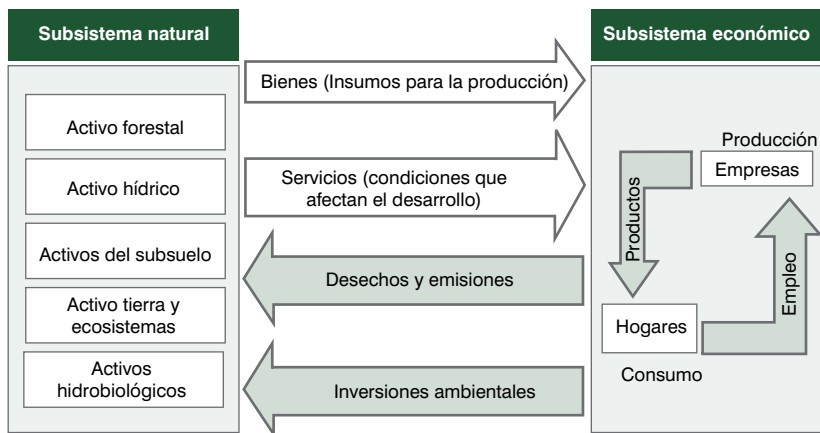 Subsistema natural
Activo forestal
Activo hídrico
Activos del subsuelo
Activo tierra y
ecosistemas
Activos
hidrobiológicos
Bienes (Insumos para la producción)
Servicios (condiciones que
afectan el desarrollo)
Desechos y emisiones
Inversiones ambientales
Subsistema económico
Producción
Empresas
Productos
Empleo
Hogares
Consumo